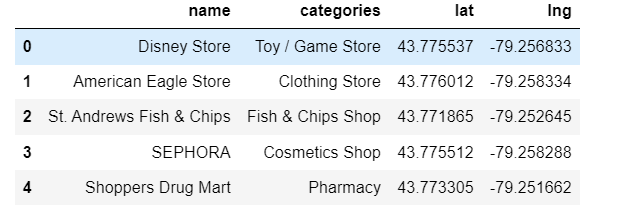 name categories lat lng
0 Disney Store Toy / Game Store 43.775537 -79.256833
1 American Eagle Store Clothing Store 43.776012 -79.258334
2 St. Andrews Fish & Chips Fish & Chips Shop 43.771865 -79.252645
3 SEPHORA Cosmetics Shop 43.775512 -79.258288
4 Shoppers Drug Mart Pharmacy 43.773305 -79.251662